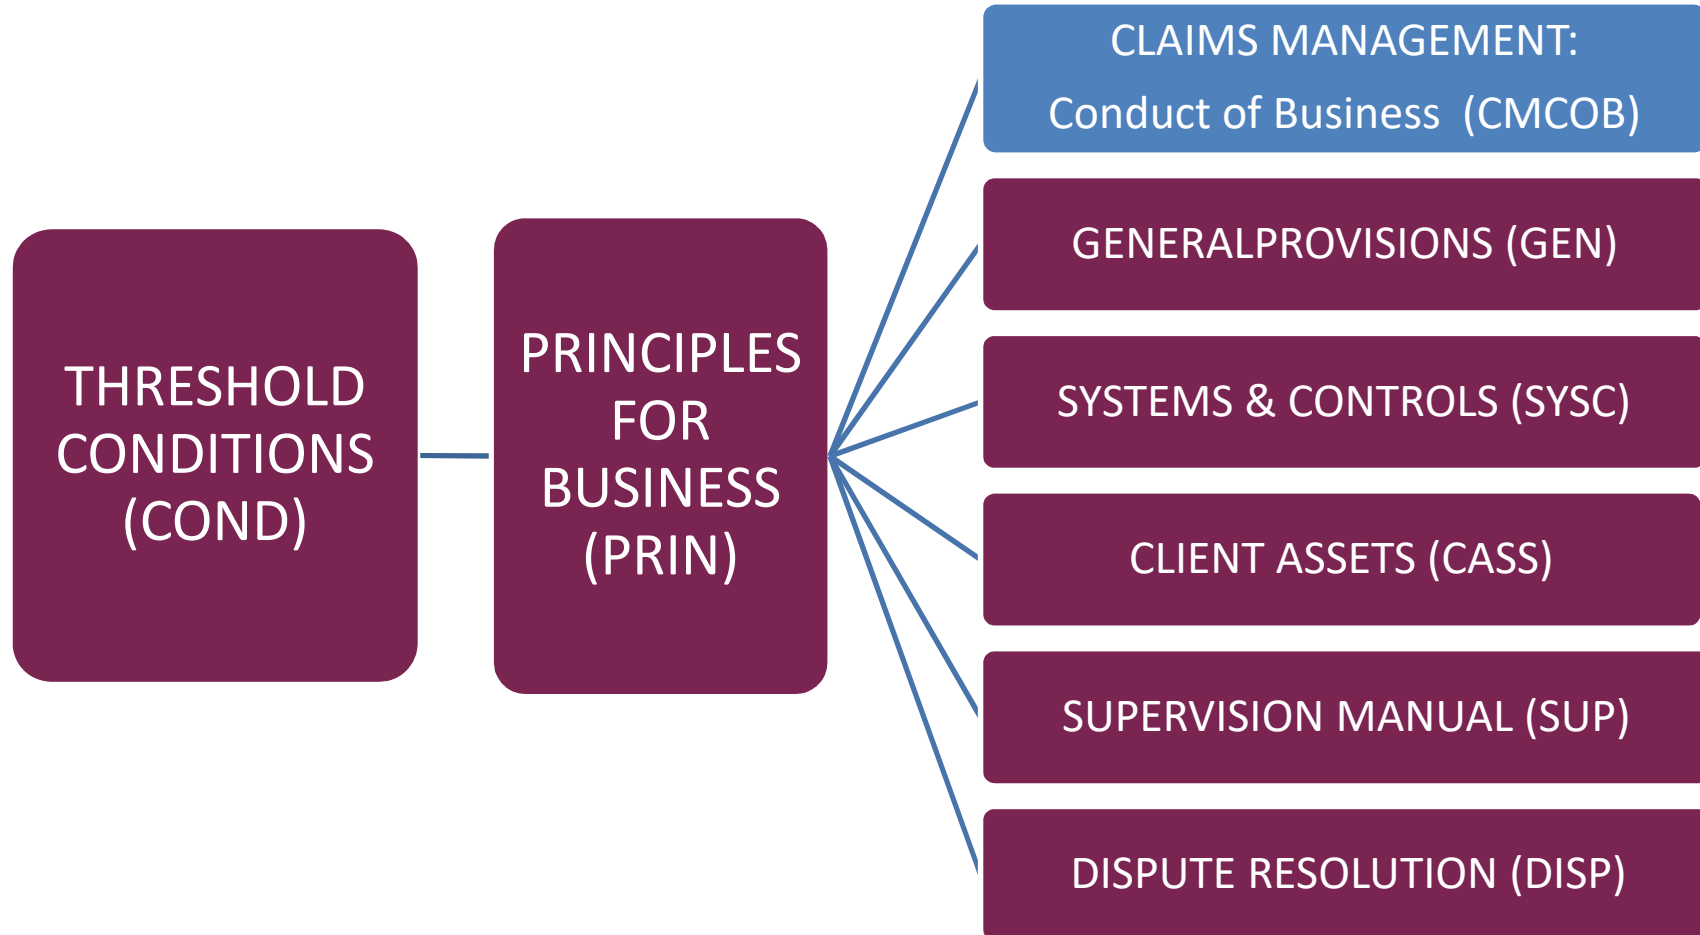 THRESHOLD
CONDITIONS
(COND)
PRINCIPLES
FOR
BUSINESS
(PRIN)
CLAIMS MANAGEMENT:
Conduct of Business  (CMCOB)
GENERALPROVISIONS (GEN)
SYSTEMS & CONTROLS (SYSC)
CLIENT ASSETS (CASS)
SUPERVISION MANUAL (SUP)
DISPUTE RESOLUTION (DISP)